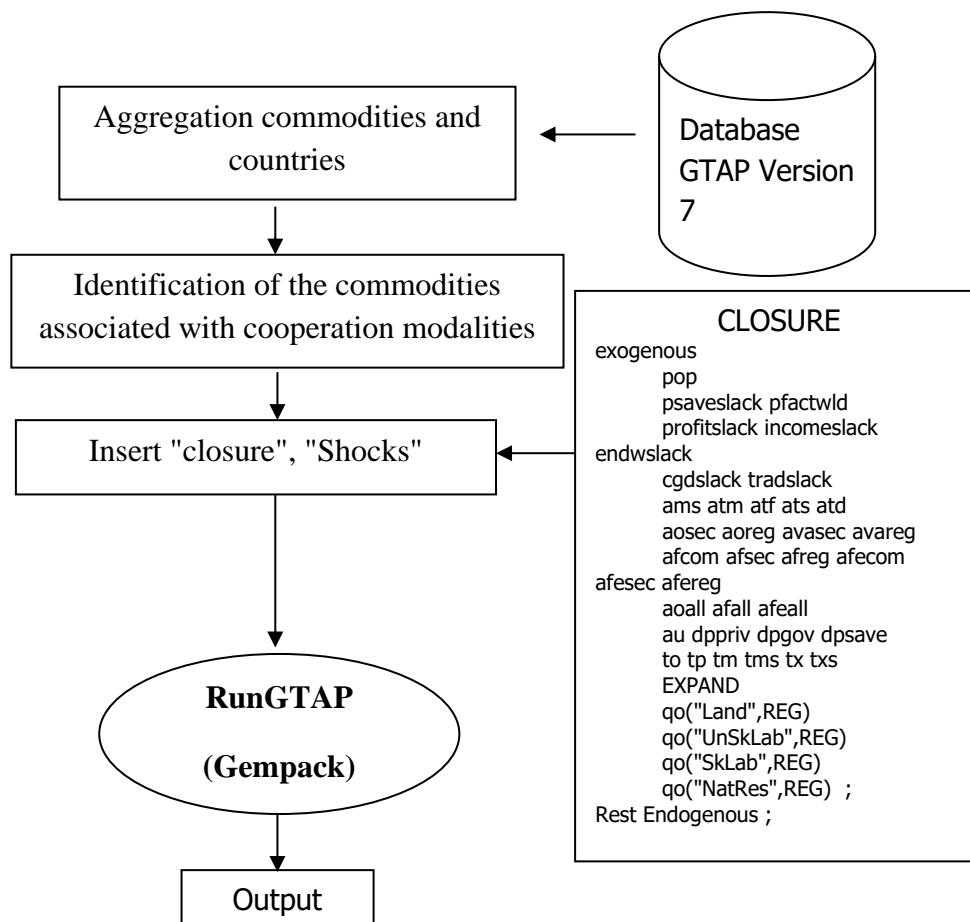 Aggregation commodities and
countries
Database
GTAP Version
7
Identification of the commodities
associated with cooperation modalities
Insert "closure", "Shocks"
CLOSURE
exogenous
pop
psaveslack pfactwld
profitslack incomeslack
endwslack
cgdslack tradslack
ams atm atf ats atd
aosec aoreg avasec avareg
afcom afsec afreg afecom
afesec afereg
aoall afall afeall
au dppriv dpgov dpsave
to tp tm tms tx txs
EXPAND
qo("Land",REG)
qo("UnSkLab",REG)
qo("SkLab",REG)
qo("NatRes",REG) ;
Rest Endogenous ;
RunGTAP
(Gempack)
Output